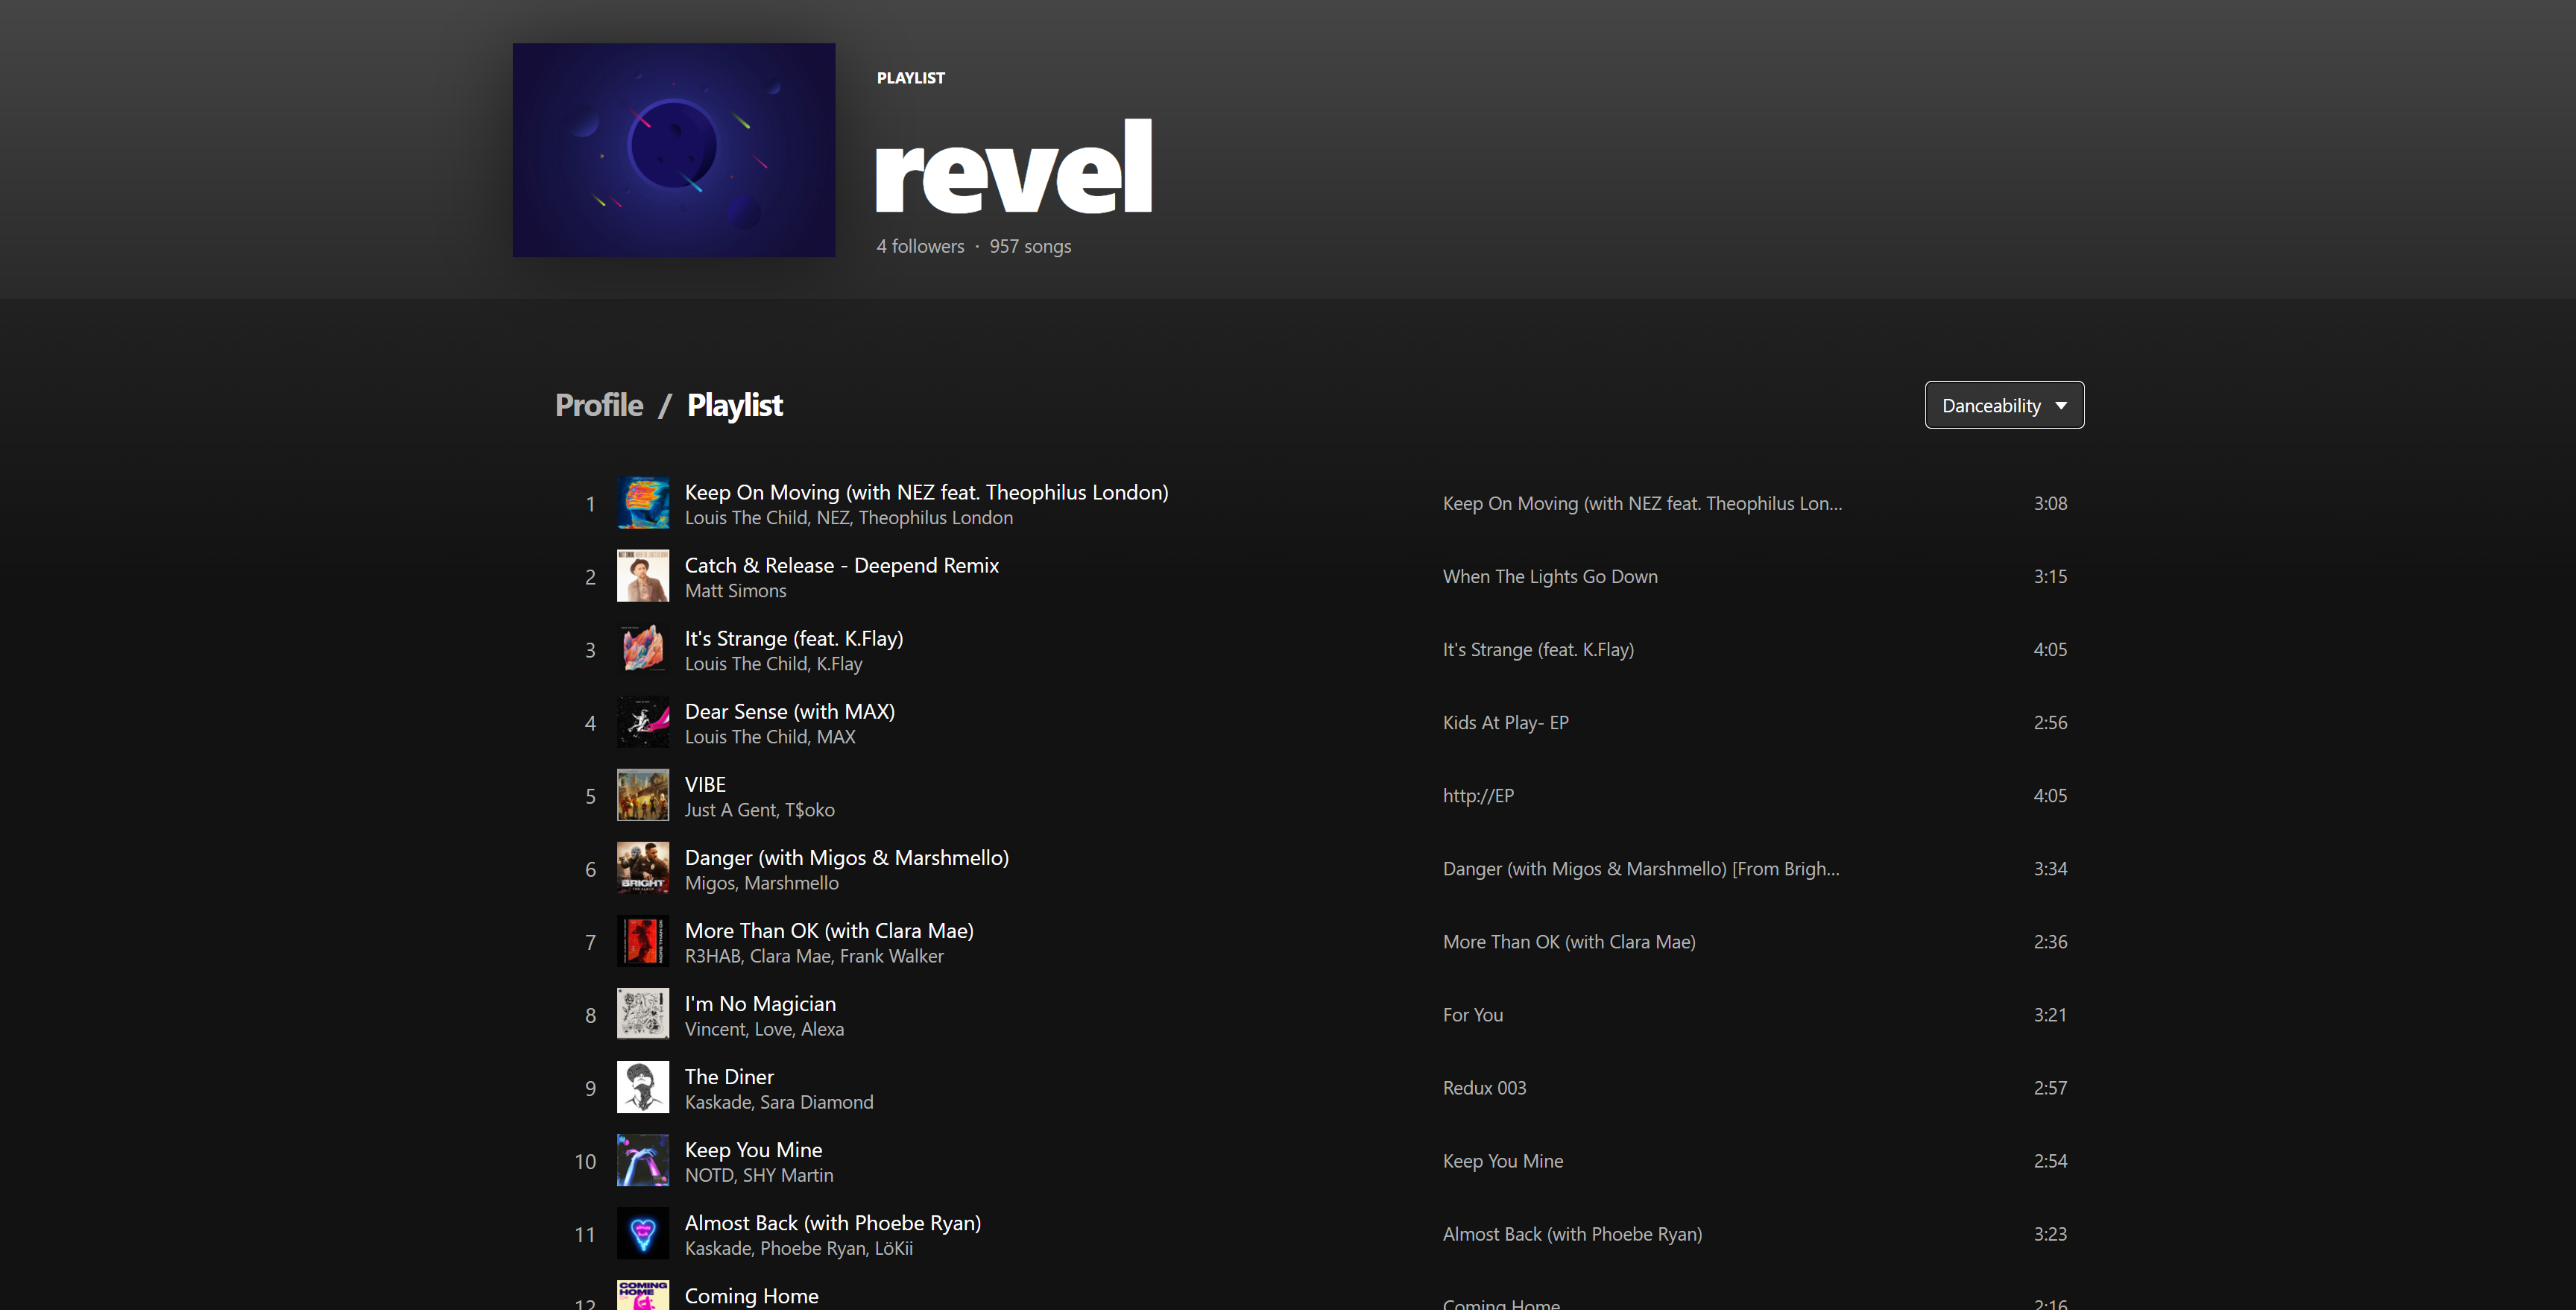 PLAYLIST
revel
4 followers · 957 songs
Profile / Playlist
Danceability
1
Keep On Moving (with NEZ feat. Theophilus London)
Louis The Child, NEZ, Theophilus London
Keep On Moving (with NEZ feat. Theophilus Lon...
3:08
2
Catch & Release - Deepend Remix
Matt Simons
When The Lights Go Down
3:15
3
It's Strange (feat. K.Flay)
Louis The Child, K.Flay
It's Strange (feat. K.Flay)
4:05
4
Dear Sense (with MAX)
Louis The Child, MAX
Kids At Play- EP
2:56
5
VIBE
Just A Gent, T$oko
http://EP
4:05
6
BRIGHT
Danger (with Migos & Marshmello)
Migos, Marshmello
Danger (with Migos & Marshmello) [From Brigh...
3:34
7
MORE THAN OK
More Than OK (with Clara Mae)
R3HAB, Clara Mae, Frank Walker
More Than OK (with Clara Mae)
2:36
8
I'm No Magician
Vincent, Love, Alexa
For You
3:21
9
The Diner
Kaskade, Sara Diamond
Redux 003
2:57
10
Keep You Mine
NOTD, SHY Martin
Keep You Mine
2:54
11
Almost Back (with Phoebe Ryan)
Kaskade, Phoebe Ryan, LöKii
Almost Back (with Phoebe Ryan)
3:23
12
COMING
HOME
Coming Home
Coming Home
2:16